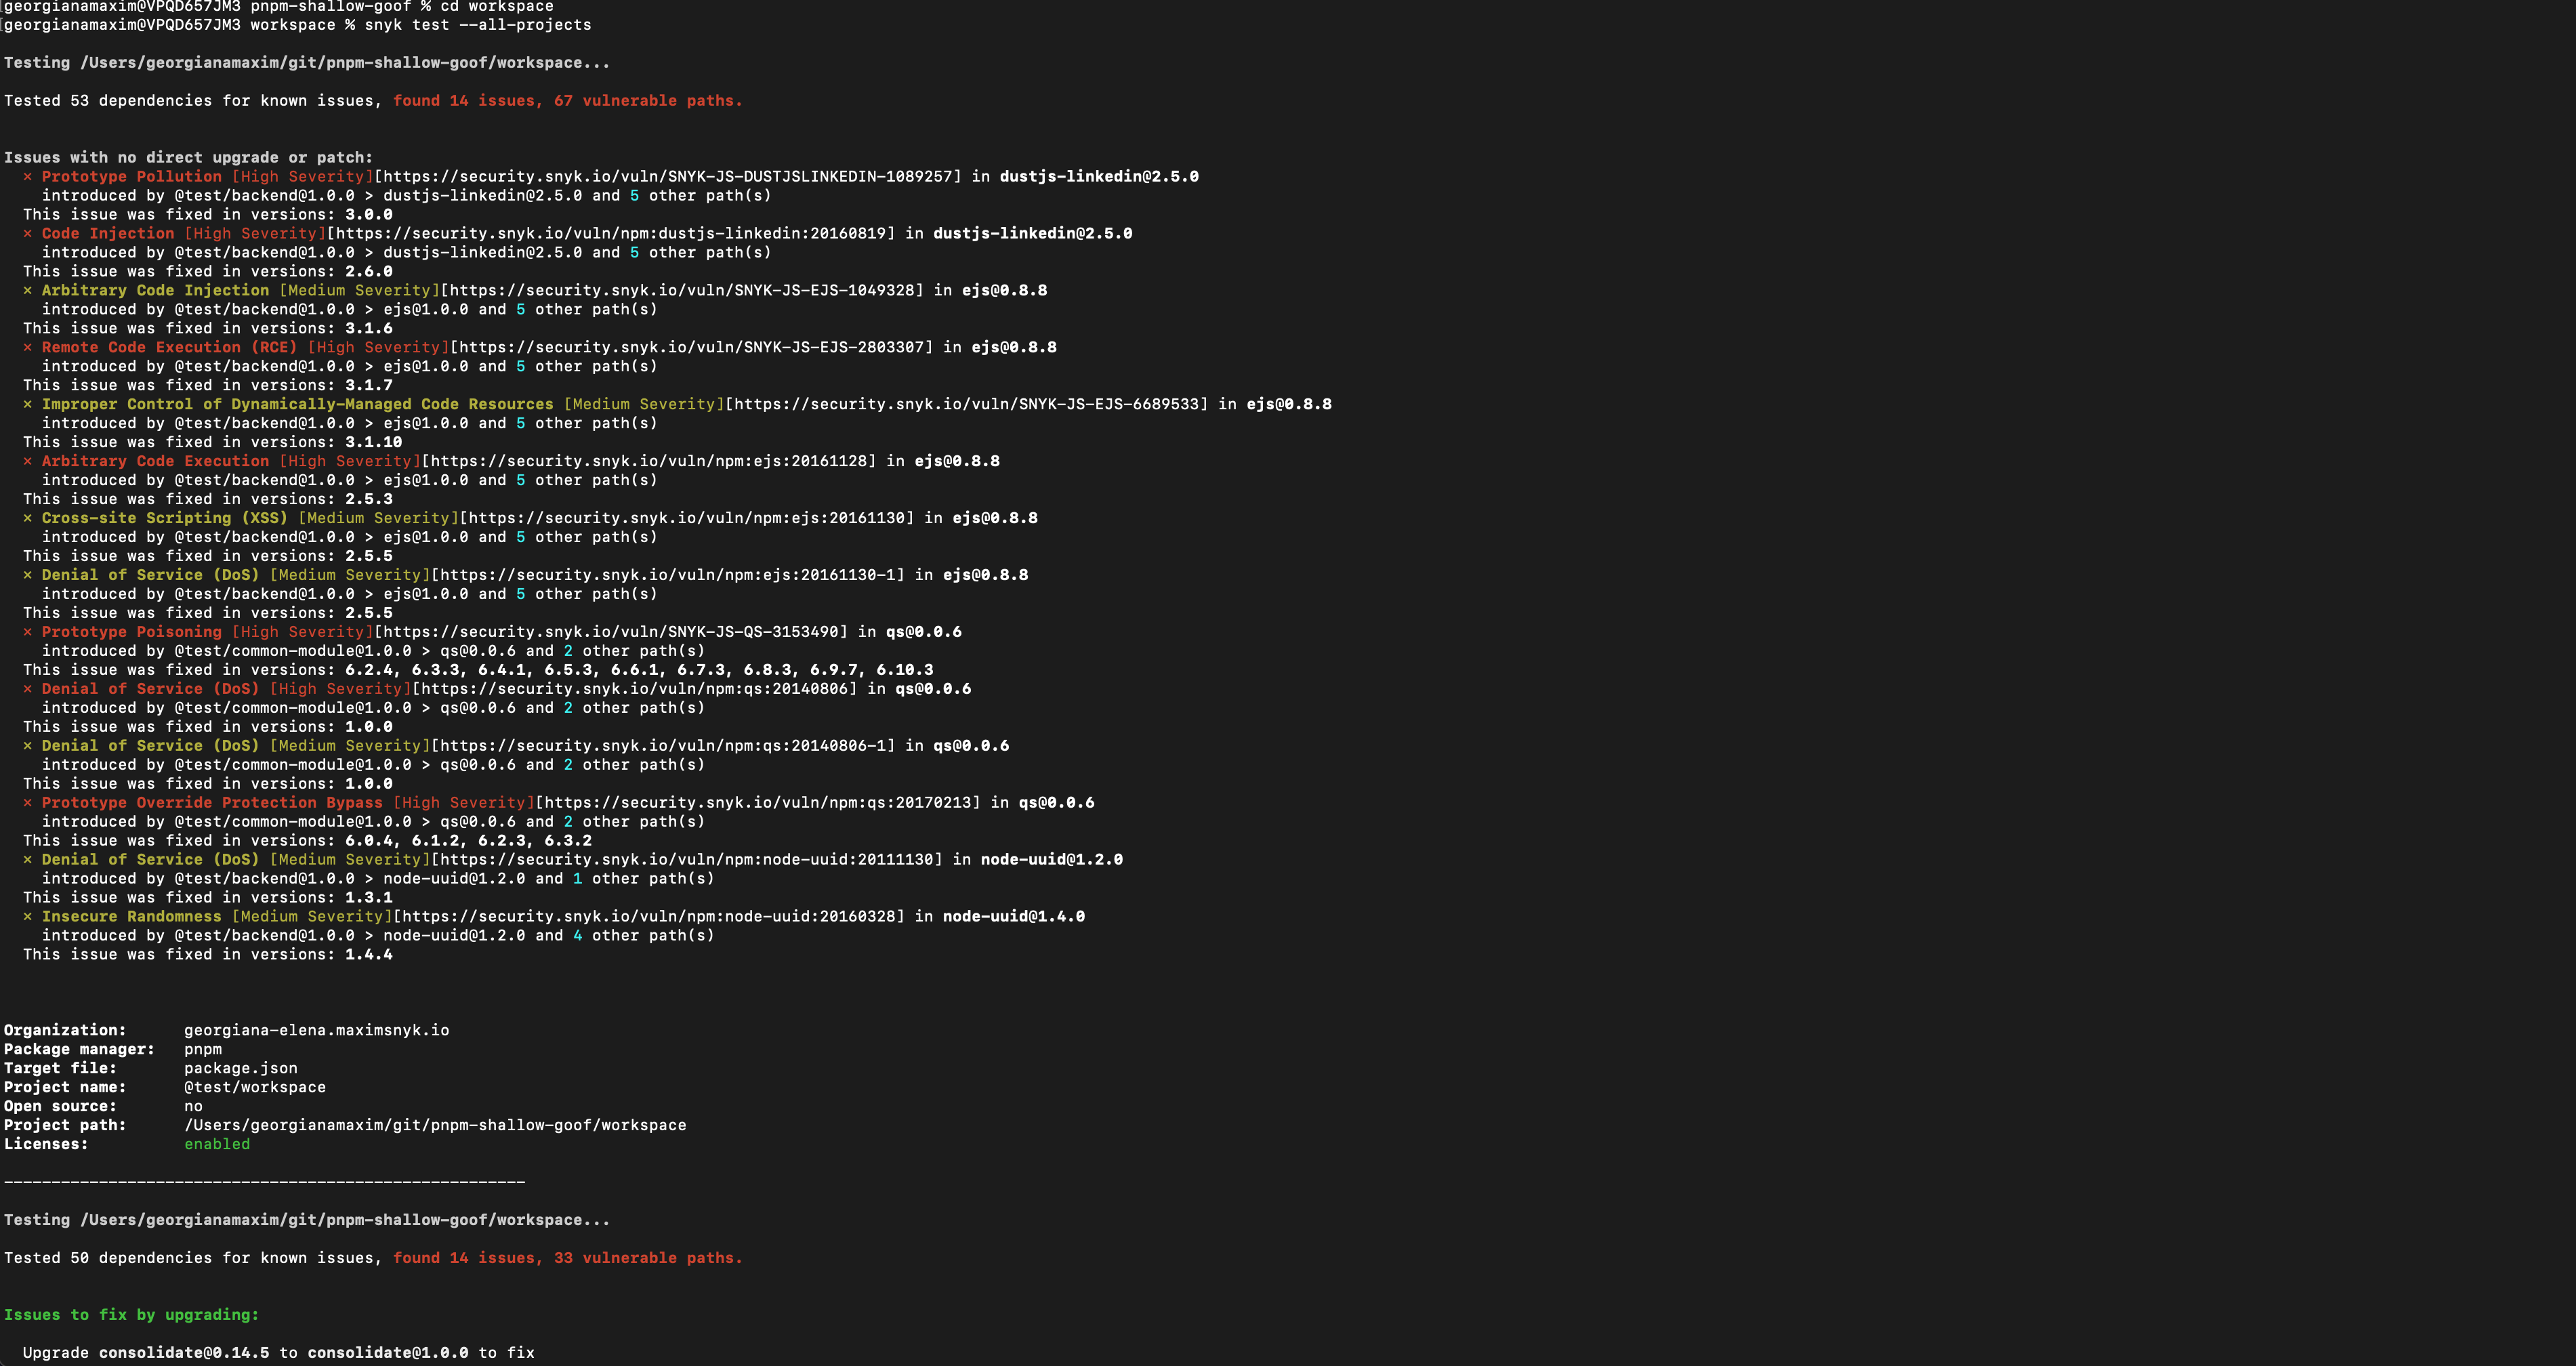 [georgianamaxim@VPQD657JM3 pnpm-shallow-goof % cd workspace
[georgianamaxim@VPQD657JM3 workspace % snyk test --all-projects
Testing /Users/georgianamaxim/git/pnpm-shallow-goof/workspace...
Tested 53 dependencies for known issues, found 14 issues, 67 vulnerable paths.
Issues with no direct upgrade or patch:
× Prototype Pollution [High Severity][https://security.snyk.io/vuln/SNYK-JS-DUSTJSLINKEDIN-1089257] in dustjs-linkedin@2.5.0
introduced by @test/backend@1.0.0 > dustjs-linkedin@2.5.0 and 5 other path(s)
This issue was fixed in versions: 3.0.0
× Code Injection [High Severity][https://security.snyk.io/vuln/npm:dustjs-linkedin:20160819] in dustjs-linkedin@2.5.0
introduced by @test/backend@1.0.0 > dustjs-linkedin@2.5.0 and 5 other path(s)
This issue was fixed in versions: 2.6.0
× Arbitrary Code Injection [Medium Severity][https://security.snyk.io/vuln/SNYK-JS-EJS-1049328] in ejs@0.8.8
introduced by @test/backend@1.0.0 > ejs@1.0.0 and 5 other path(s)
This issue was fixed in versions: 3.1.6
× Remote Code Execution (RCE) [High Severity][https://security.snyk.io/vuln/SNYK-JS-EJS-2803307] in ejs@0.8.8
introduced by @test/backend@1.0.0 > ejs@1.0.0 and 5 other path(s)
This issue was fixed in versions: 3.1.7
× Improper Control of Dynamically-Managed Code Resources [Medium Severity][https://security.snyk.io/vuln/SNYK-JS-EJS-6689533] in ejs@0.8.8
introduced by @test/backend@1.0.0 > ejs@1.0.0 and 5 other path(s)
This issue was fixed in versions: 3.1.10
× Arbitrary Code Execution [High Severity][https://security.snyk.io/vuln/npm:ejs:20161128] in ejs@0.8.8
introduced by @test/backend@1.0.0 > ejs@1.0.0 and 5 other path(s)
This issue was fixed in versions: 2.5.3
× Cross-site Scripting (XSS) [Medium Severity][https://security.snyk.io/vuln/npm:ejs:20161130] in ejs@0.8.8
introduced by @test/backend@1.0.0 > ejs@1.0.0 and 5 other path(s)
This issue was fixed in versions: 2.5.5
× Denial of Service (DoS) [Medium Severity][https://security.snyk.io/vuln/npm:ejs:20161130-1] in ejs@0.8.8
introduced by @test/backend@1.0.0 > ejs@1.0.0 and 5 other path(s)
This issue was fixed in versions: 2.5.5
× Prototype Poisoning [High Severity][https://security.snyk.io/vuln/SNYK-JS-QS-3153490] in qs@0.0.6
introduced by @test/common-module@1.0.0 > qs@0.0.6 and 2 other path(s)
This issue was fixed in versions: 6.2.4, 6.3.3, 6.4.1, 6.5.3, 6.6.1, 6.7.3, 6.8.3, 6.9.7, 6.10.3
× Denial of Service (DoS) [High Severity][https://security.snyk.io/vuln/npm:qs:20140806] in qs@0.0.6
introduced by @test/common-module@1.0.0 > qs@0.0.6 and 2 other path(s)
This issue was fixed in versions: 1.0.0
× Denial of Service (DoS) [Medium Severity][https://security.snyk.io/vuln/npm:qs:20140806-1] in qs@0.0.6
introduced by @test/common-module@1.0.0 > qs@0.0.6 and 2 other path(s)
This issue was fixed in versions: 1.0.0
× Prototype Override Protection Bypass [High Severity][https://security.snyk.io/vuln/npm:qs:20170213] in qs@0.0.6
introduced by @test/common-module@1.0.0 > qs@0.0.6 and 2 other path(s)
This issue was fixed in versions: 6.0.4, 6.1.2, 6.2.3, 6.3.2
× Denial of Service (DoS) [Medium Severity][https://security.snyk.io/vuln/npm:node-uuid:20111130] in node-uuid@1.2.0
introduced by @test/backend@1.0.0 > node-uuid@1.2.0 and 1 other path(s)
This issue was fixed in versions: 1.3.1
× Insecure Randomness [Medium Severity][https://security.snyk.io/vuln/npm:node-uuid:20160328] in node-uuid@1.4.0
introduced by @test/backend@1.0.0 > node-uuid@1.2.0 and 4 other path(s)
This issue was fixed in versions: 1.4.4
Organization: georgiana-elena.maximsnyk.io
Package manager: pnpm
Target file: package.json
Project name: @test/workspace
Open source: no
Project path: /Users/georgianamaxim/git/pnpm-shallow-goof/workspace
Licenses: enabled
-------------------------------------------------------
Testing /Users/georgianamaxim/git/pnpm-shallow-goof/workspace...
Tested 50 dependencies for known issues, found 14 issues, 33 vulnerable paths.
Issues to fix by upgrading:
Upgrade consolidate@0.14.5 to consolidate@1.0.0 to fix